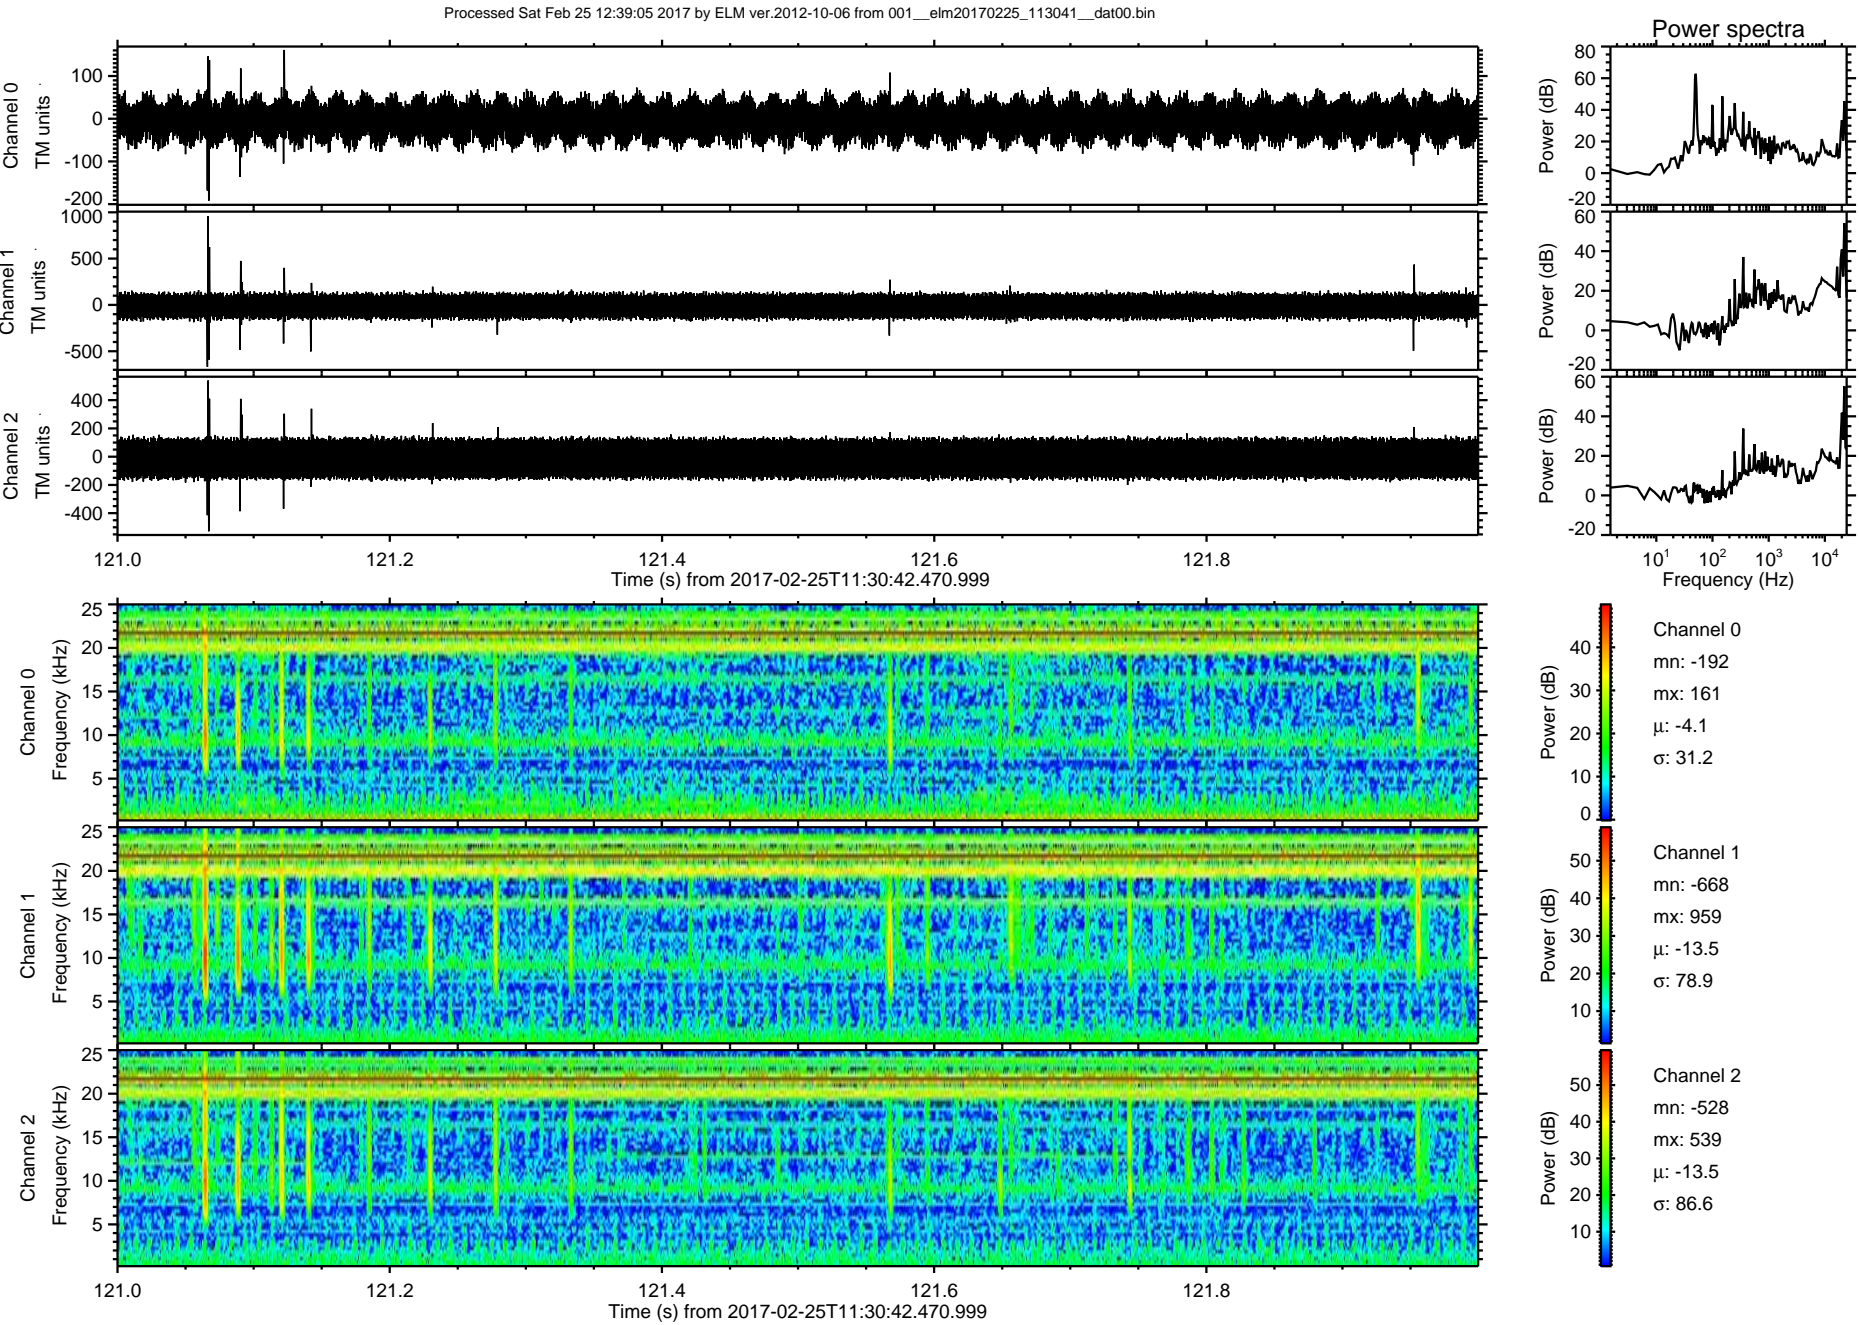 Processed Sat Feb 25 12:39:05 2017 by ELM ver.2012-10-06 from 001__elm20170225_113041__dat00.bin
Power spectra
Channel 0
TM units
100
0
-100
-200
Power (dB)
80
60
40
20
0
-20
Channel 1
TM units
1000
500
0
-500
Power (dB)
60
40
20
0
-20
Channel 2
TM units
400
200
0
-200
-400
Power (dB)
60
40
20
0
-20
121.0 121.2 121.4 121.6 121.8
Time (s) from 2017-02-25T11:30:42.470.999
10^1 10^2 10^3 10^4
Frequency (Hz)
Channel 0
Frequency (kHz)
25
20
15
10
5
Power (dB)
40
30
20
10
0
Channel 0
mn: -192
mx: 161
μ: -4.1
σ: 31.2
Channel 1
Frequency (kHz)
25
20
15
10
5
Power (dB)
50
40
30
20
10
Channel 1
mn: -668
mx: 959
μ: -13.5
σ: 78.9
Channel 2
Frequency (kHz)
25
20
15
10
5
Power (dB)
50
40
30
20
10
Channel 2
mn: -528
mx: 539
μ: -13.5
σ: 86.6
121.0 121.2 121.4 121.6 121.8
Time (s) from 2017-02-25T11:30:42.470.999